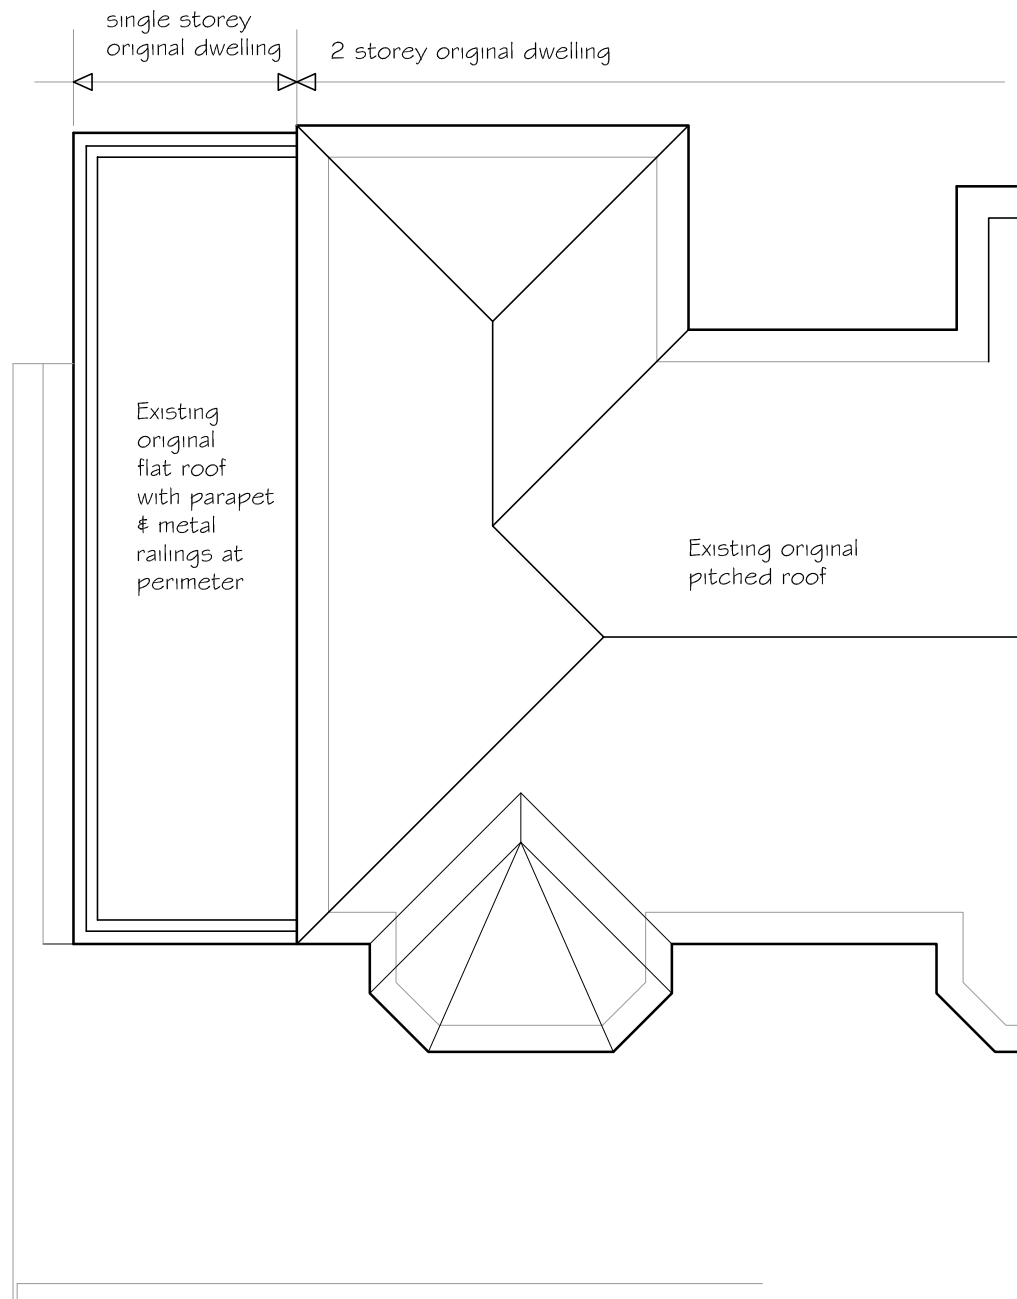 single storey
original dwelling
2 storey original dwelling
Existing
original
flat roof
with parapet
& metal
railings at
perimeter
Existing original
pitched roof